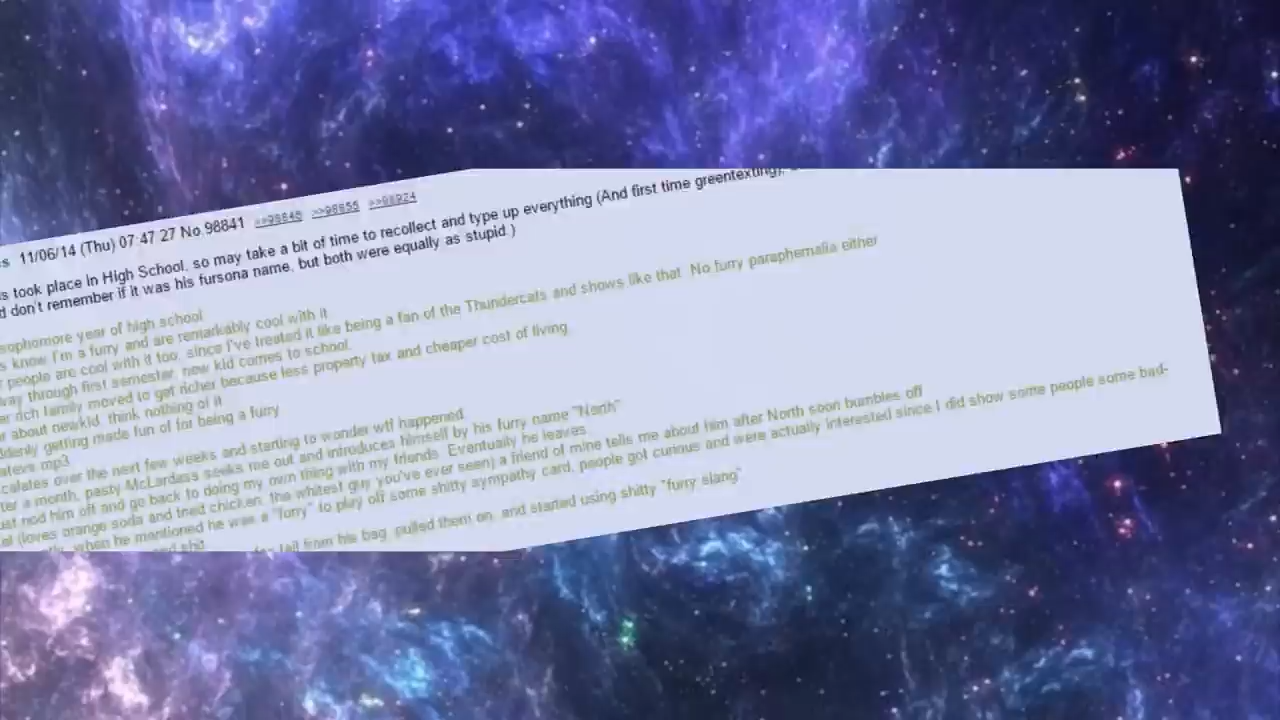 s 11/06/14 (Thu) 07:47:27 No.98841 >>98846 >>98855 >>98924
s took place in High School, so may take a bit of time to recollect and type up everything (And first time greentexting),
d don't remember if it was his fursona name, but both were equally as stupid.)
sophomore year of high school
s know I'm a furry and are remarkably cool with it
r people are cool with it too, since I've treated it like being a fan of the Thundercats and shows like that. No furry paraphernalia either
way through first semester, new kid comes to school.
er rich family moved to get richer because less property tax and cheaper cost of living
r about newkid, think nothing of it
ddenly getting made fun of for being a furry
atevs.mp3
calates over the next few weeks and starting to wonder wtf happened
ter a month, pasty McLardass seeks me out and introduces himself by his furry name "North"
ust nod him off and go back to doing my own thing with my friends. Eventually he leaves
el (loves orange soda and fried chicken, the whitest guy you've ever seen) a friend of mine tells me about him after North soon bumbles off
tly, when he mentioned he was a "furry" to play off some shitty sympathy card, people got curious and were actually interested since I did show some people some bad-
and shit
tail from his bag, pulled them on, and started using shitty "furry slang"